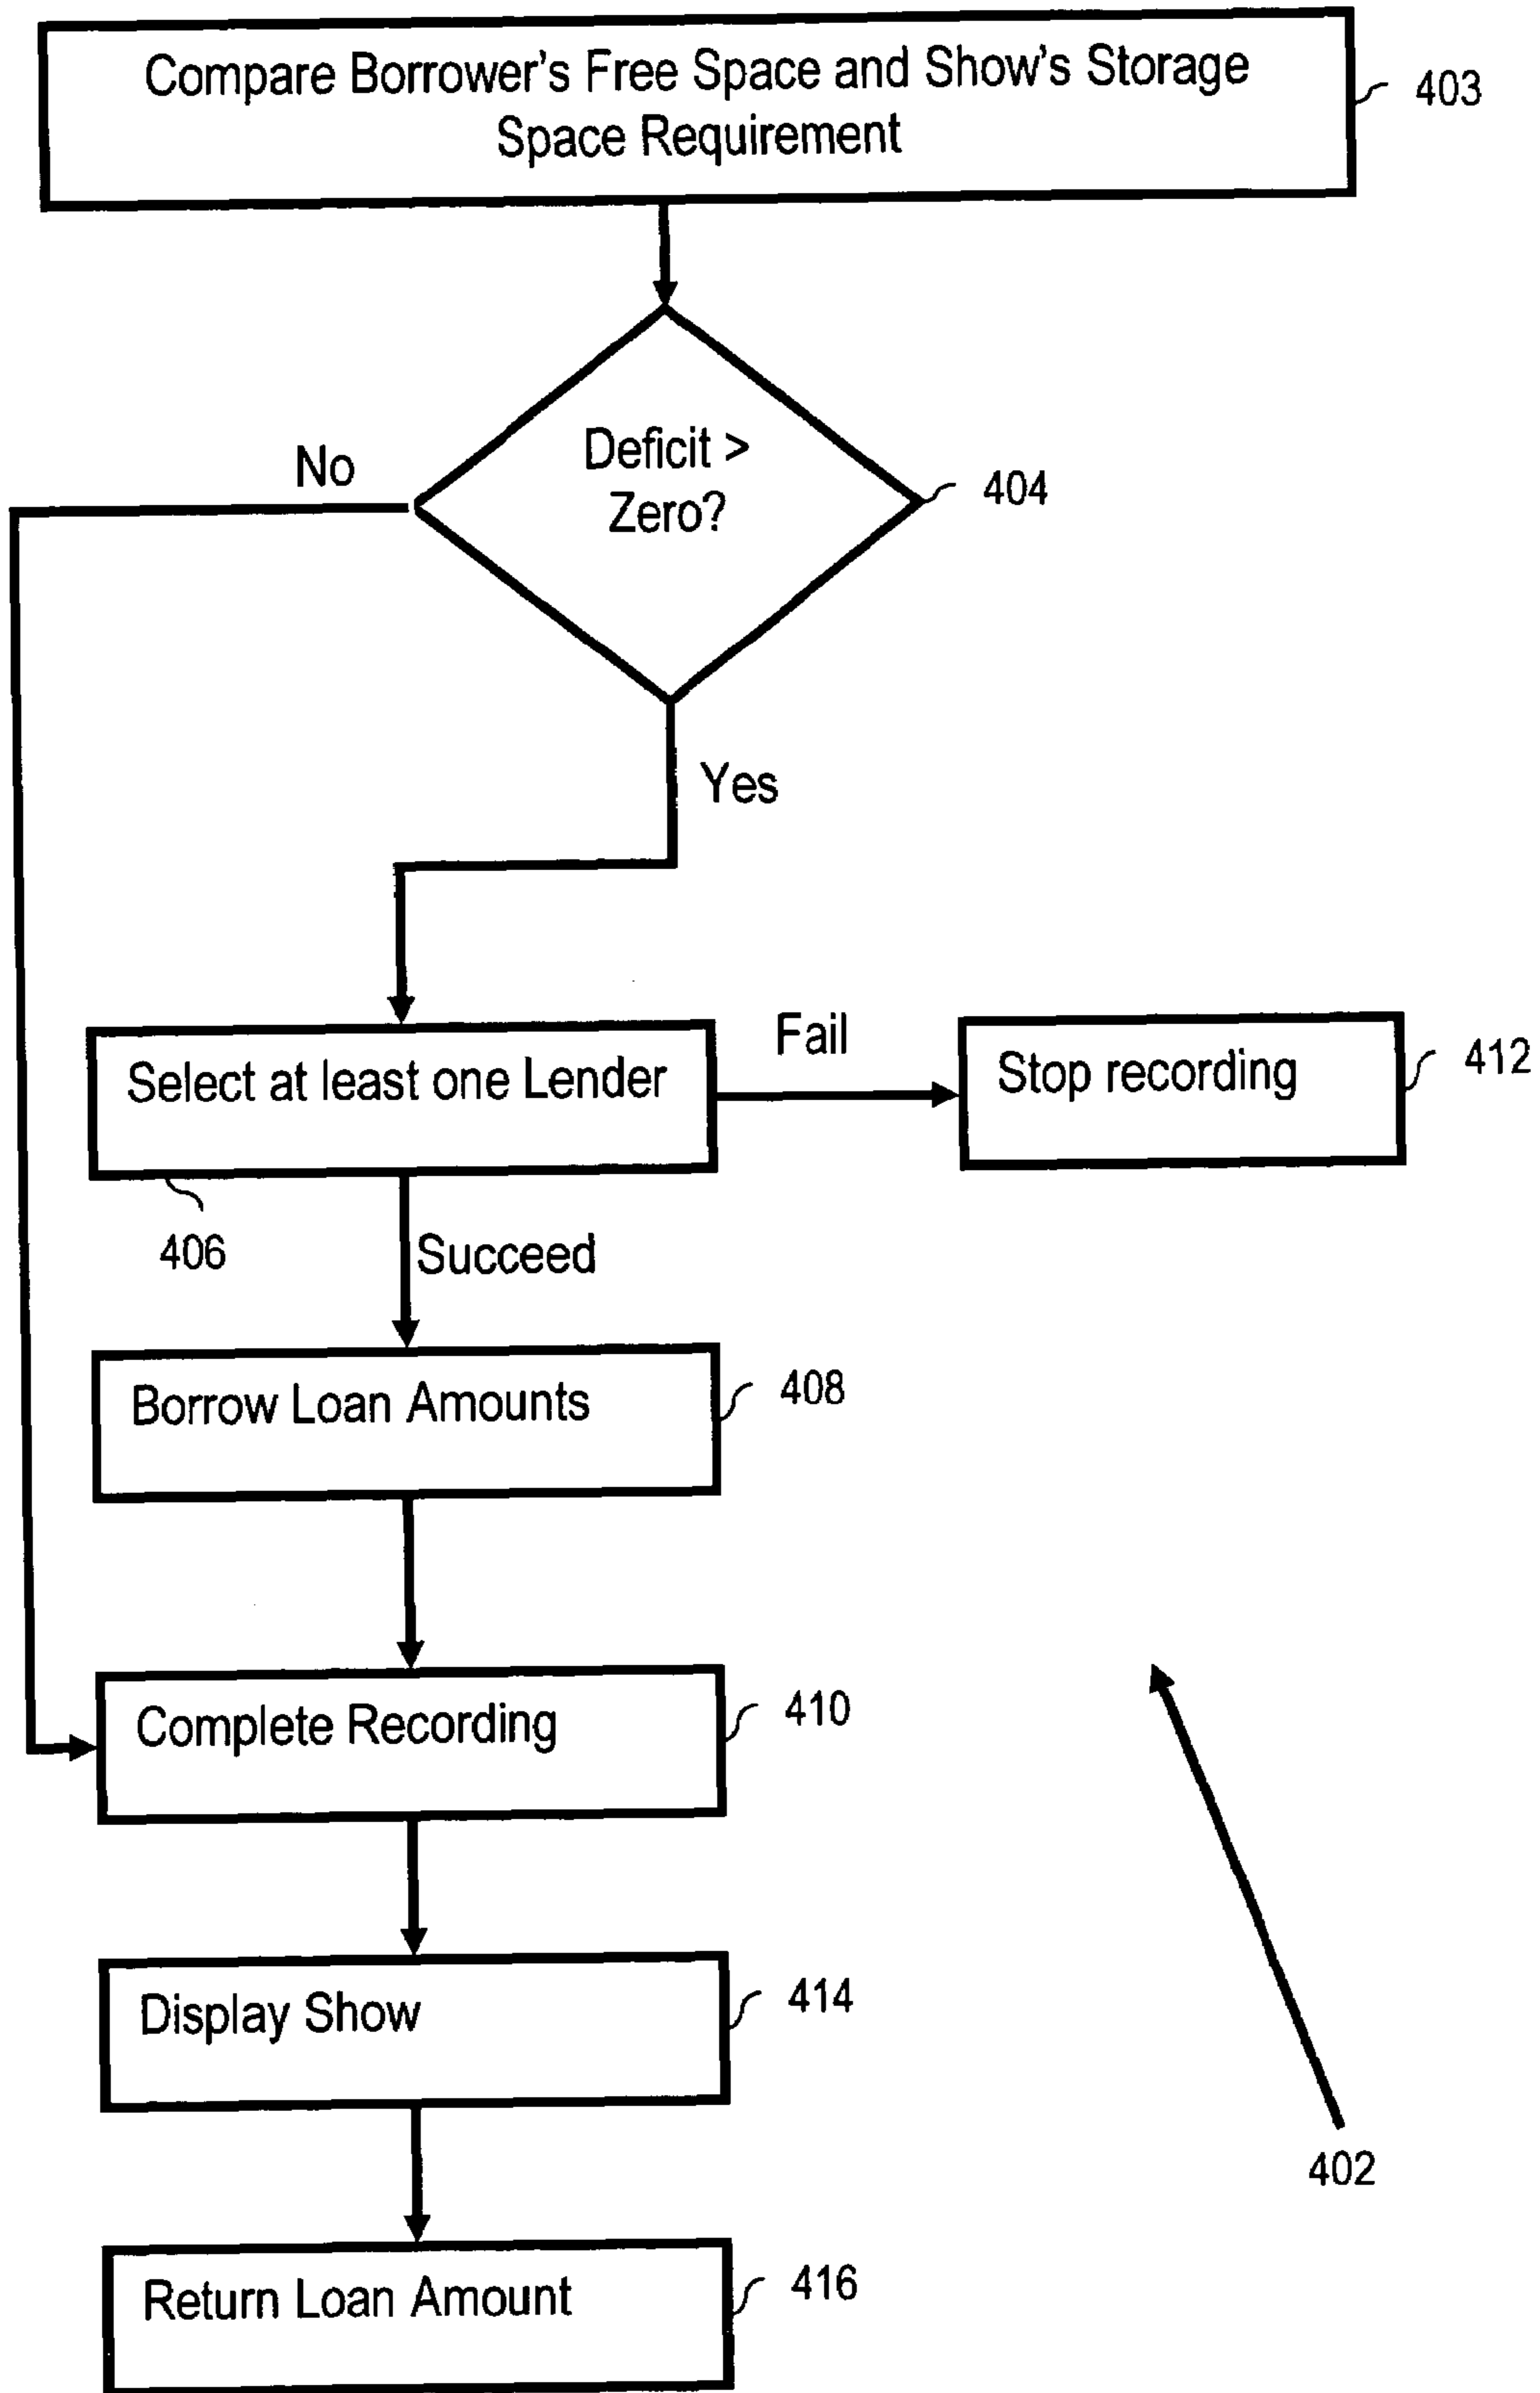 Compare Borrower's Free Space and Show's Storage
Space Requirement
403
Deficit >
Zero?
404
No
Yes
Select at least one Lender
406
Fail
Stop recording
412
Succeed
Borrow Loan Amounts
408
Complete Recording
410
Display Show
414
402
Return Loan Amount
416